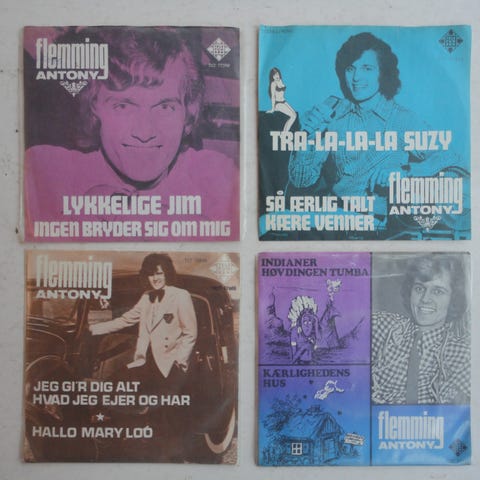 flemming
ANTONY
LYKKELIGE JIM
INGEN BRYDER SIG OM MIG
TRA-LA-LA-LA SUZY
SÅ ÆRLIG TALT
KÆRE VENNER
flemming
ANTONY
flemming
ANTONY
JEG GI'R DIG ALT
HVAD JEG EJER OG HAR
★
HALLO MARY LOÓ
INDIANER
HØVDINGEN TUMBA
KÆRLIGHEDENS
HUS
flemming
ANTONY